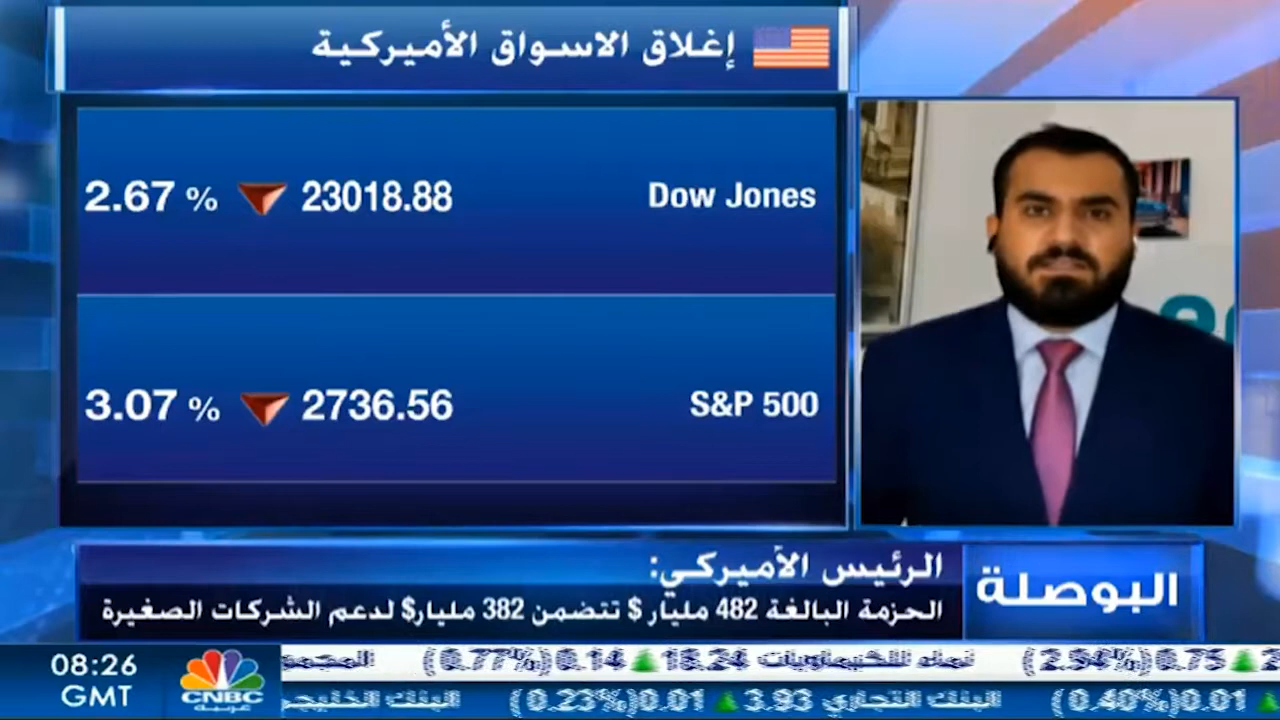 إغلاق الاسواق الأميركية
Dow Jones 23018.88 2.67 %
S&P 500 2736.56 3.07 %
البوصلة
الرئيس الأميركي:
الحزمة البالغة 482 مليار $ تتضمن 382 مليار$ لدعم الشركات الصغيرة
(2.94%) 0.75 نماء للكيماويات 18.24 0.14 (0.77%)
(0.40%) 0.01 البنك التجاري 3.93 0.01 (0.23%) البنك
08:26
GMT
CNBC
عربية